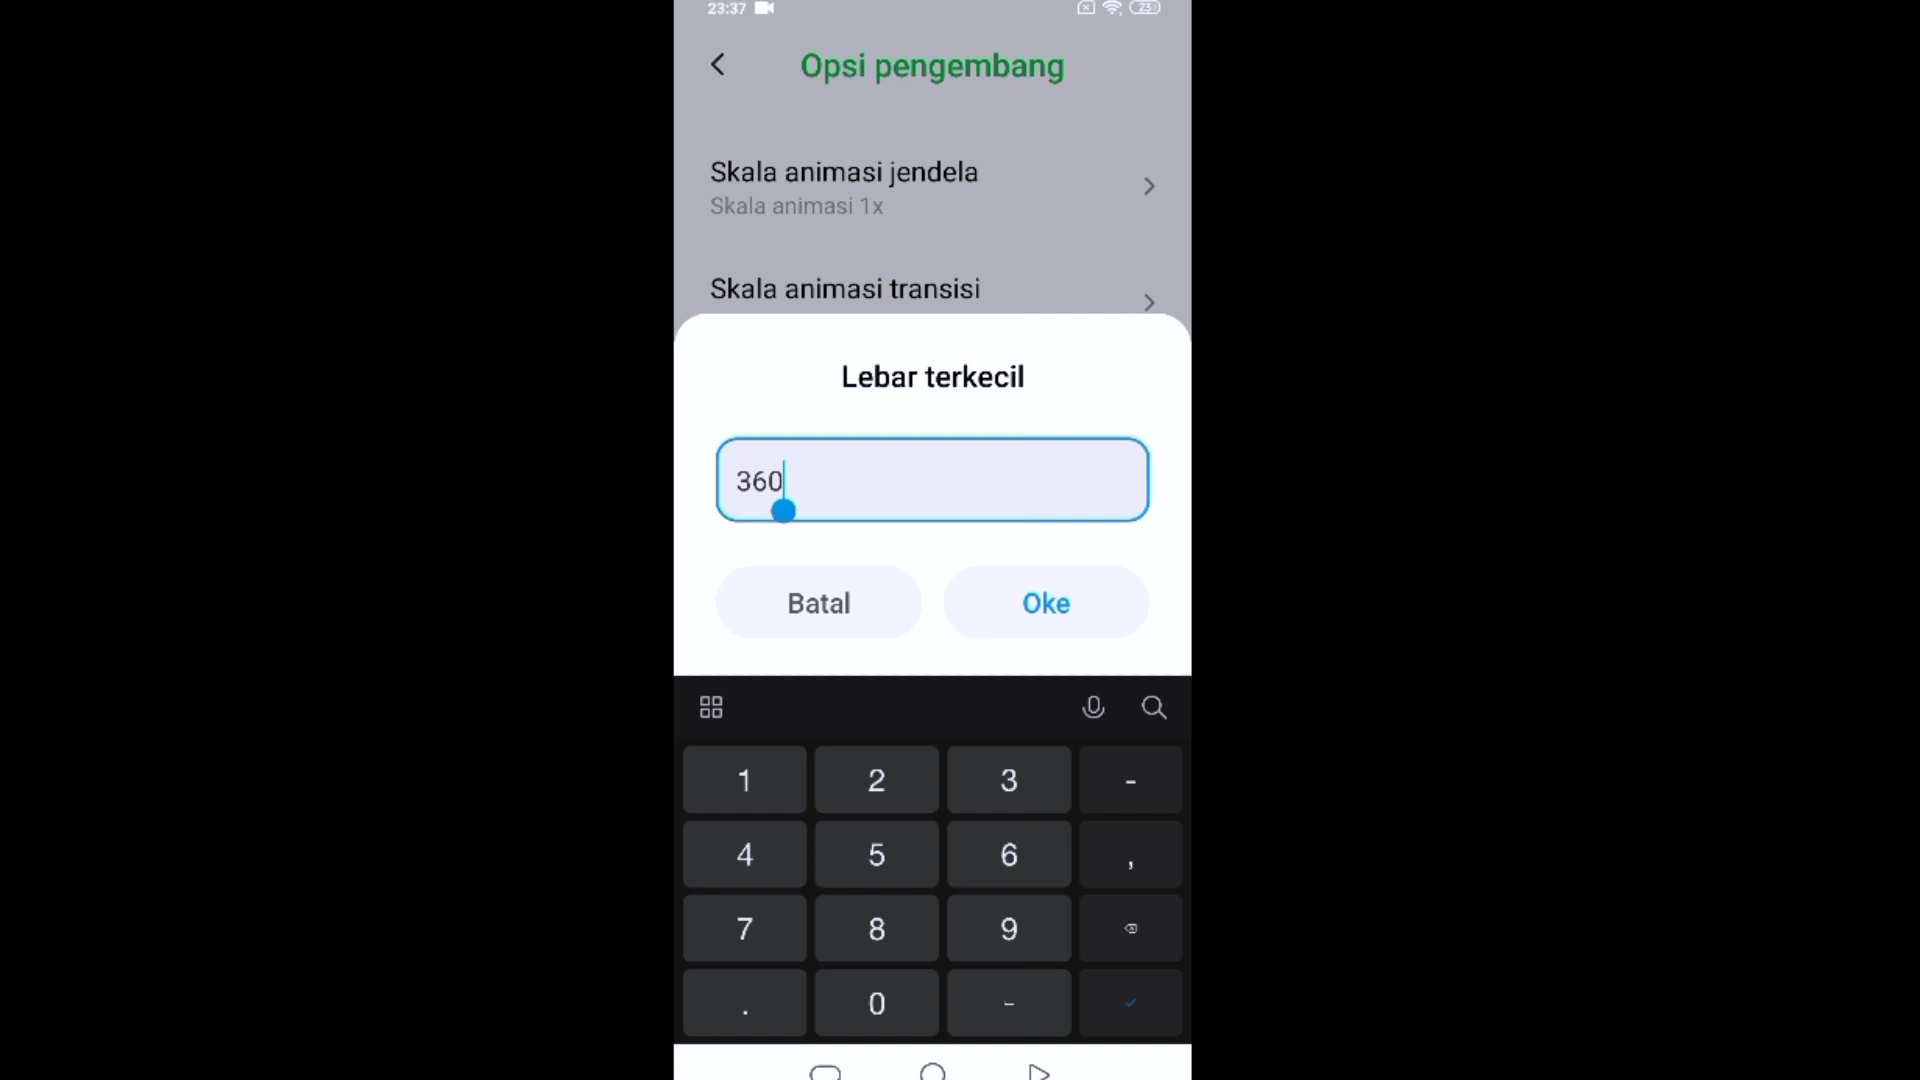 23:37
23
Opsi pengembang
Skala animasi jendela
Skala animasi 1x
Skala animasi transisi
Lebar terkecil
360
Batal
Oke
1 2 3 -
4 5 6 ,
7 8 9
. 0 –